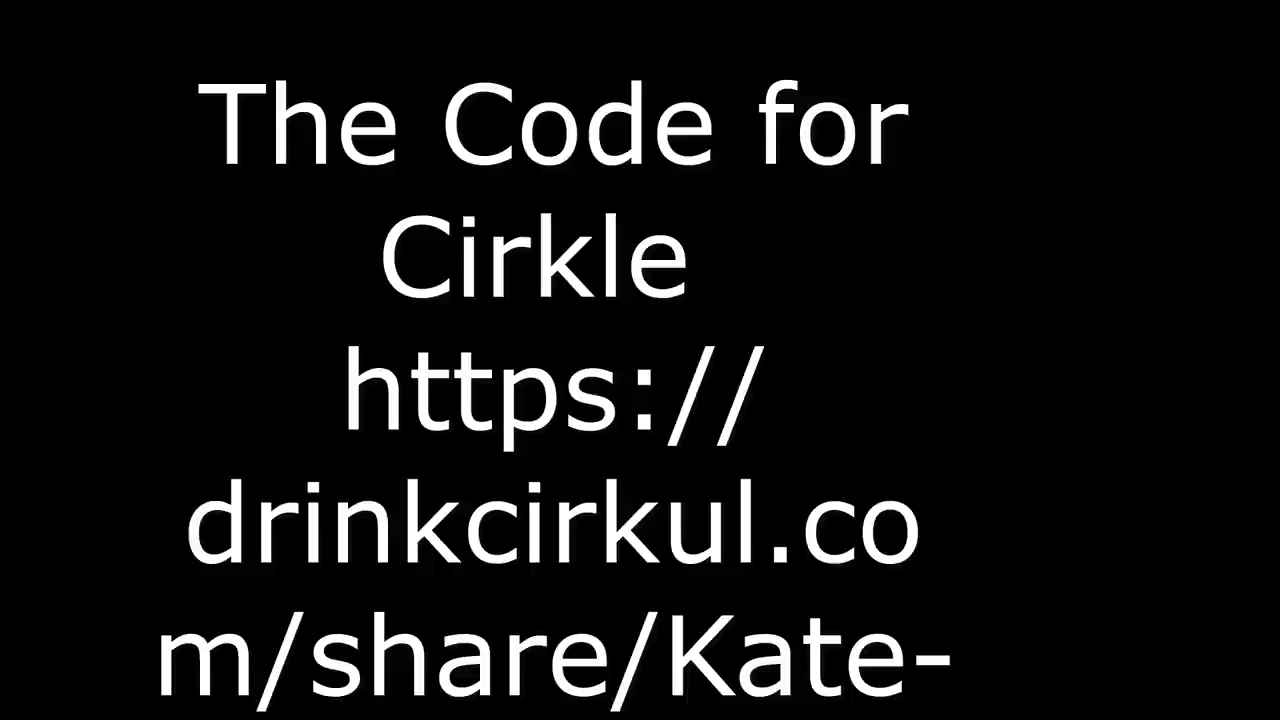 The Code for
Cirkle
https://
drinkcirkul.co
m/share/Kate-